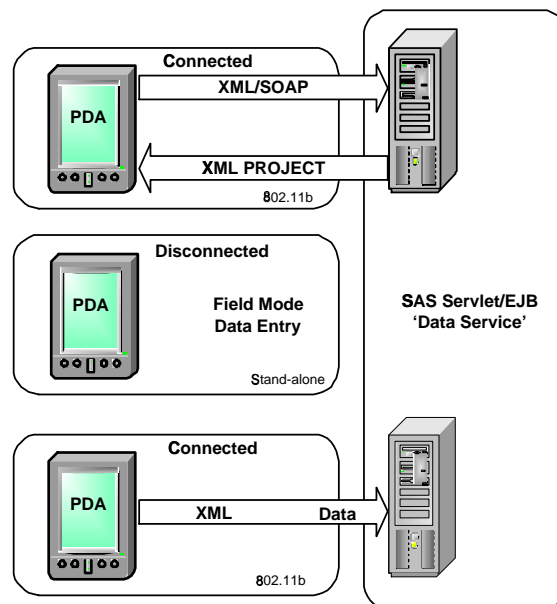 Connected
XML/SOAP
PDA
XML PROJECT
802.11b
Disconnected
PDA
Field Mode
Data Entry
Stand-alone
SAS Servlet/EJB
‘Data Service’
Connected
PDA
XML Data
802.11b